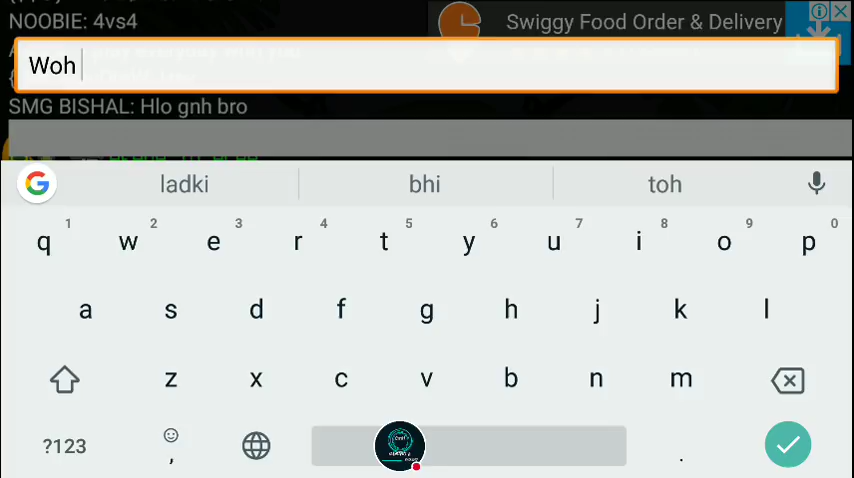 NOOBIE: 4vs4
Swiggy Food Order & Delivery
Woh
SMG BISHAL: Hlo gnh bro
G
ladki bhi toh
1 2 3 4 5 6 7 8 9 0
q w e r t y u i o p
a s d f g h j k l
z x c v b n m
?123 , .